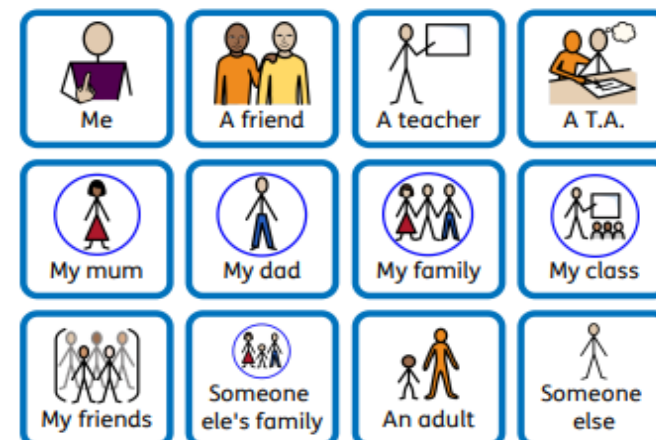 Me
A friend
A teacher
A T.A.
My mum
My dad
My family
My class
My friends
Someone
ele's family
An adult
Someone
else